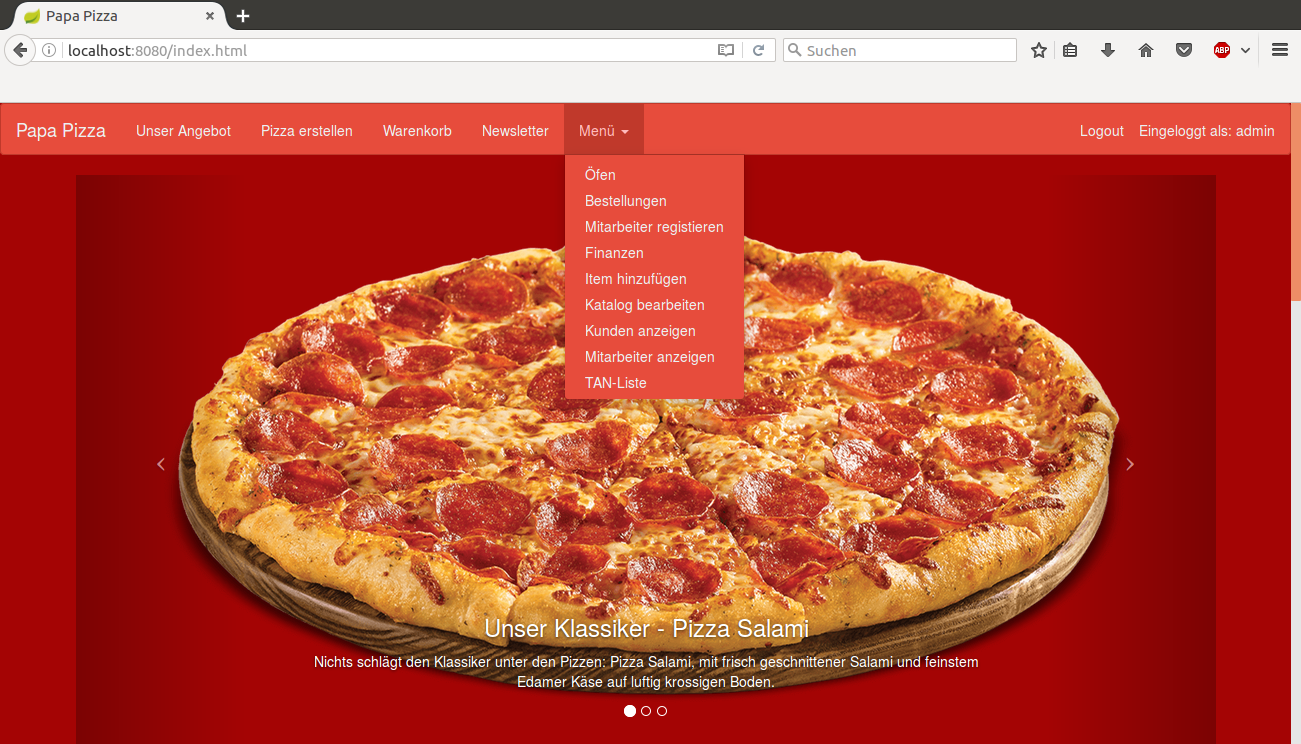 Papa Pizza
localhost:8080/index.html
Suchen
ABP
Papa Pizza
Unser Angebot
Pizza erstellen
Warenkorb
Newsletter
Menü
Logout
Eingeloggt als: admin
Öfen
Bestellungen
Mitarbeiter registieren
Finanzen
Item hinzufügen
Katalog bearbeiten
Kunden anzeigen
Mitarbeiter anzeigen
TAN-Liste
Unser Klassiker - Pizza Salami
Nichts schlägt den Klassiker unter den Pizzen: Pizza Salami, mit frisch geschnittener Salami und feinstem
Edamer Käse auf luftig krossigen Boden.